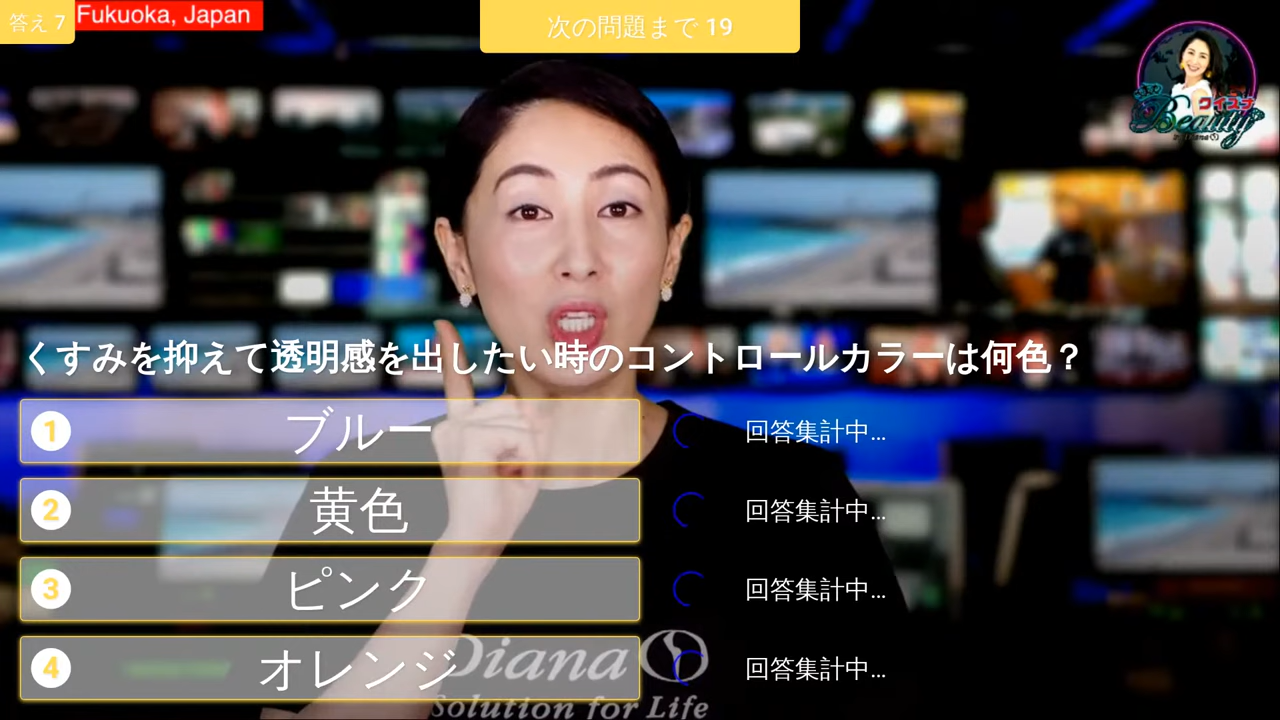 答え 7
Fukuoka, Japan
次の問題まで 19
クイズナ
Beauty
くすみを抑えて透明感を出したい時のコントロールカラーは何色？
1 ブルー 回答集計中...
2 黄色 回答集計中...
3 ピンク 回答集計中...
4 オレンジ 回答集計中...
Diana
Solution for Life